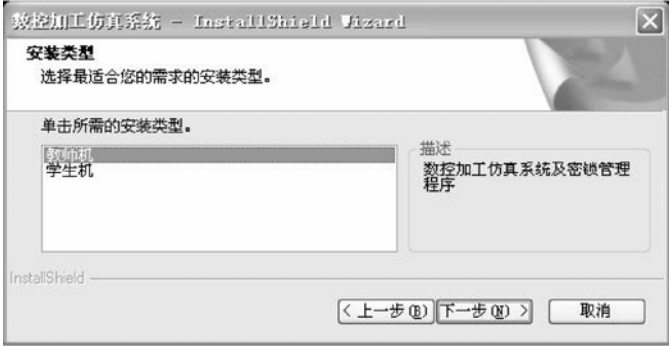 数控加工仿真系统 - InstallShield Wizard
安装类型
选择最适合您的需求的安装类型。
单击所需的安装类型。
教师机
学生机
描述
数控加工仿真系统及密锁管理
程序
InstallShield
< 上一步(B)
下一步(N) >
取消